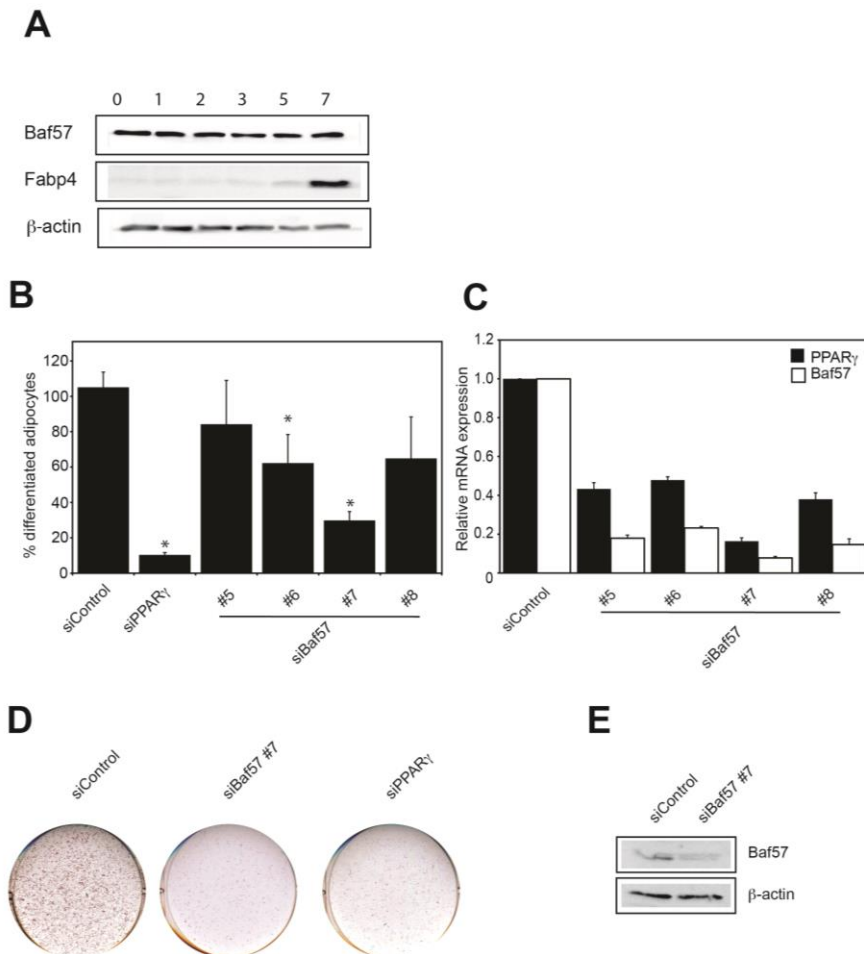 A
0 1 2 3 5 7
Baf57
Fabp4
β-actin
B
% differentiated adipocytes
120
100
80
60
40
20
0
*
*
*
siControl
siPPARγ
#5
#6
#7
#8
siBaf57
C
Relative mRNA expression
1.2
1.0
0.8
0.6
0.4
0.2
0
PPARγ
Baf57
siControl
#5
#6
#7
#8
siBaf57
D
siControl
siBaf57 #7
siPPARγ
E
siControl
siBaf57 #7
Baf57
β-actin